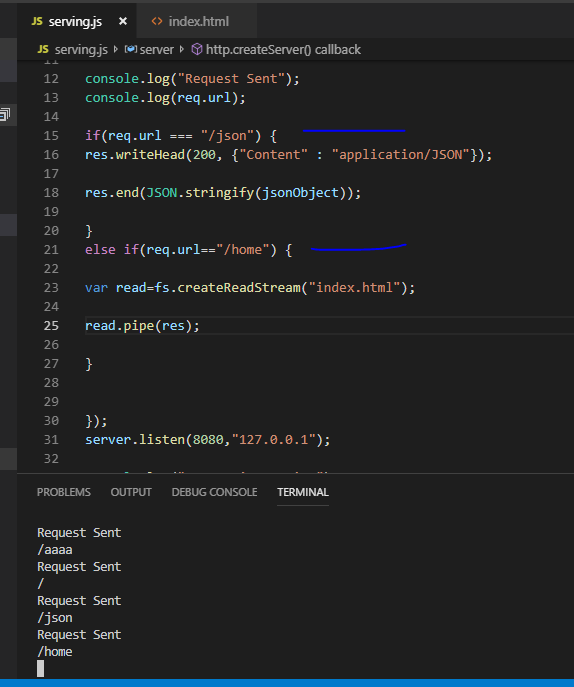 JS serving.js × <> index.html
JS serving.js server http.createServer() callback
11
12 console.log("Request Sent");
13 console.log(req.url);
14
15 if(req.url === "/json") {
16 res.writeHead(200, {"Content" : "application/JSON"});
17
18 res.end(JSON.stringify(jsonObject));
19
20 }
21 else if(req.url=="/home") {
22
23 var read=fs.createReadStream("index.html");
24
25 read.pipe(res);
26
27 }
28
29
30 });
31 server.listen(8080,"127.0.0.1");
32
PROBLEMS OUTPUT DEBUG CONSOLE TERMINAL
Request Sent
/aaaa
Request Sent
/
Request Sent
/json
Request Sent
/home